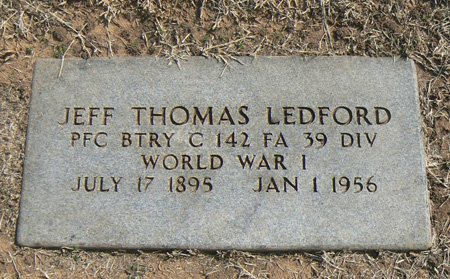 JEFF THOMAS LEDFORD
PFC BTRY C 142 FA 39 DIV
WORLD WAR I
JULY 17 1895 JAN 1 1956